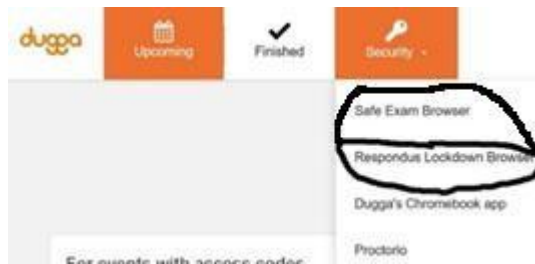 dugga
Upcoming
Finished
Security
Safe Exam Browser
Respondus Lockdown Browser
Dugga's Chromebook app
Proctorio
For events with access codes